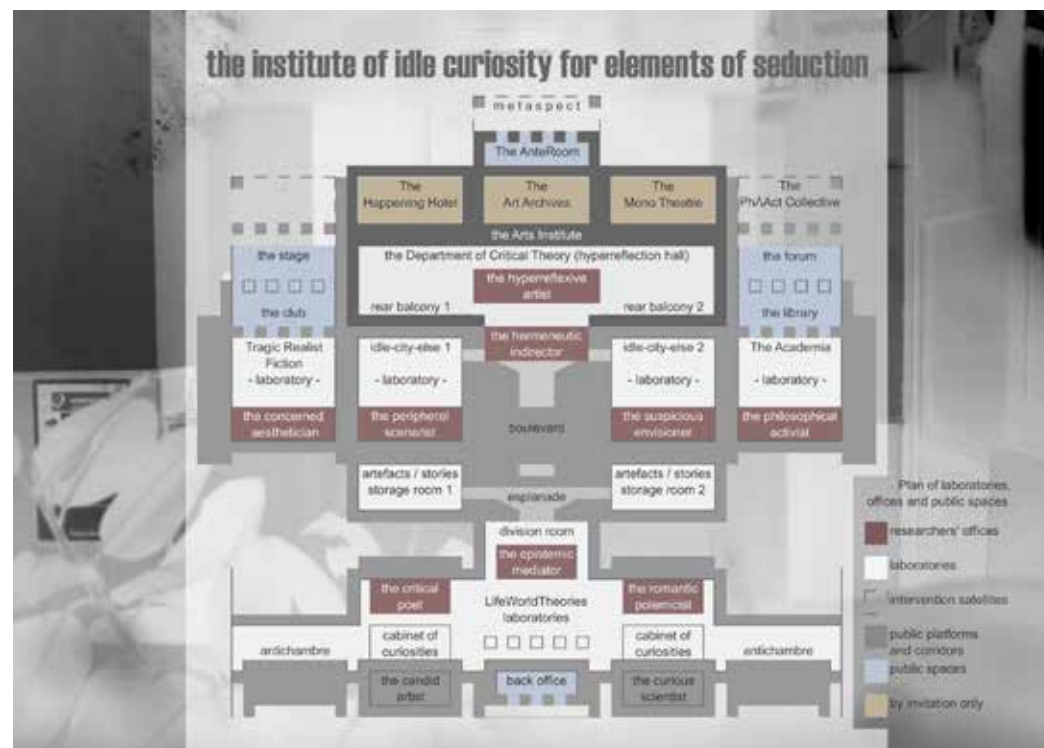 the institute of idle curiosity for elements of seduction
metaspect
The AnteRoom
The
Happening Hotel
The
Art Archives
The
Mono Theatre
The
Ph/\Act Collective
the Arts Institute
the stage
the Department of Critical Theory (hyperreflection hall)
the forum
the hyperreflexive
artist
the club
rear balcony 1
rear balcony 2
the library
the hermeneutic
indirector
Tragic Realist
Fiction
- laboratory -
idle-city-else 1
- laboratory -
idle-city-else 2
- laboratory -
The Academia
- laboratory -
the concerned
aesthetician
the peripheral
scenarist
boulevard
the suspicious
envisioner
the philosophical
activist
artefacts / stories
storage room 1
esplanade
artefacts / stories
storage room 2
division room
the epistemic
mediator
the critical
poet
LifeWorldTheories
laboratories
the romantic
polemicist
antichambre
cabinet of
curiosities
cabinet of
curiosities
antichambre
the candid
artist
back office
the curious
scientist
Plan of laboratories,
offices and public spaces
researchers' offices
laboratories
intervention satellites
public platforms
and corridors
public spaces
by invitation only